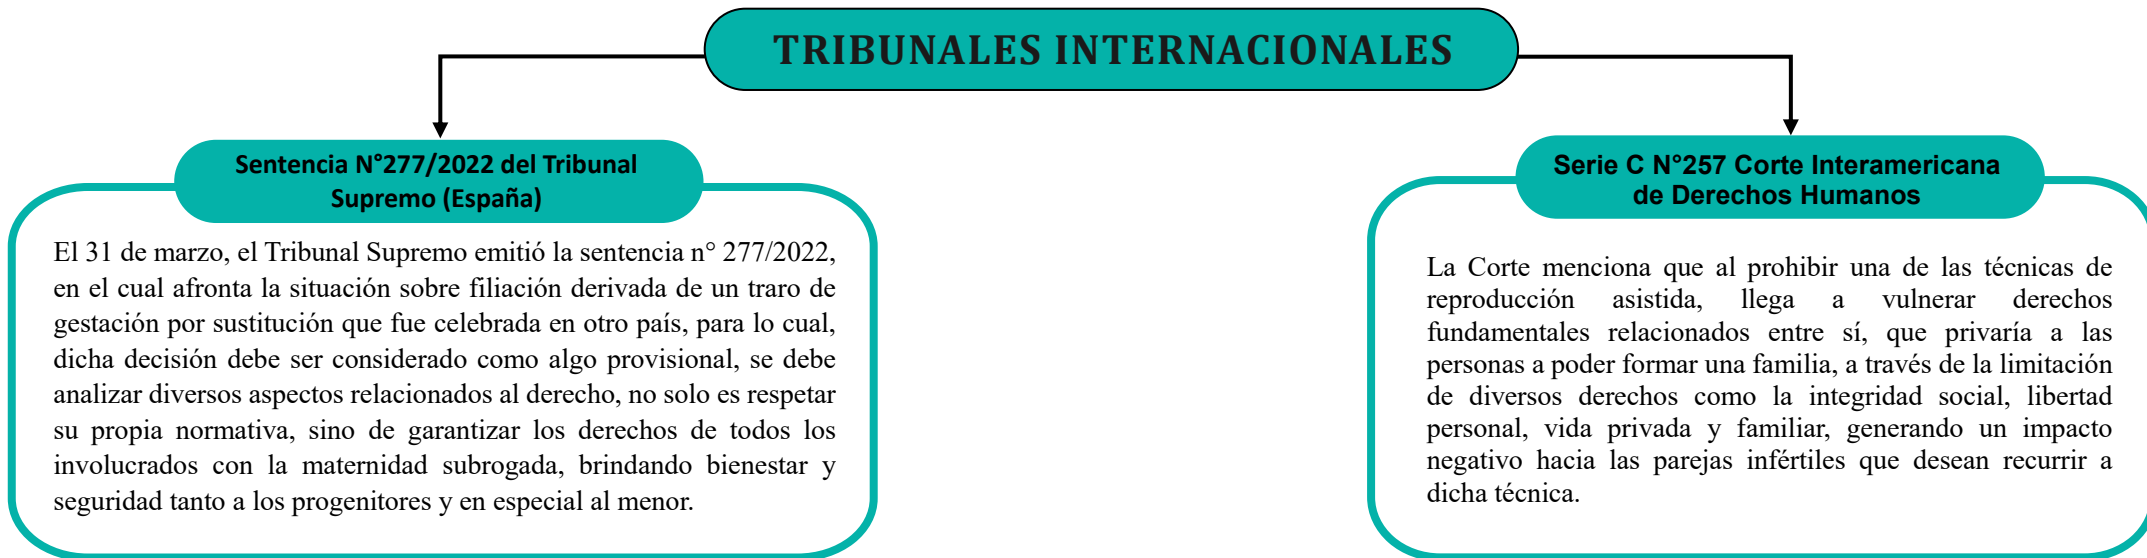 TRIBUNALES INTERNACIONALES
Sentencia N°277/2022 del Tribunal
Supremo (España)
El 31 de marzo, el Tribunal Supremo emitió la sentencia n° 277/2022,
en el cual afronta la situación sobre filiación derivada de un traro de
gestación por sustitución que fue celebrada en otro país, para lo cual,
dicha decisión debe ser considerado como algo provisional, se debe
analizar diversos aspectos relacionados al derecho, no solo es respetar
su propia normativa, sino de garantizar los derechos de todos los
involucrados con la maternidad subrogada, brindando bienestar y
seguridad tanto a los progenitores y en especial al menor.
Serie C N°257 Corte Interamericana
de Derechos Humanos
La Corte menciona que al prohibir una de las técnicas de
reproducción asistida, llega a vulnerar derechos
fundamentales relacionados entre sí, que privaría a las
personas a poder formar una familia, a través de la limitación
de diversos derechos como la integridad social, libertad
personal, vida privada y familiar, generando un impacto
negativo hacia las parejas infértiles que desean recurrir a
dicha técnica.